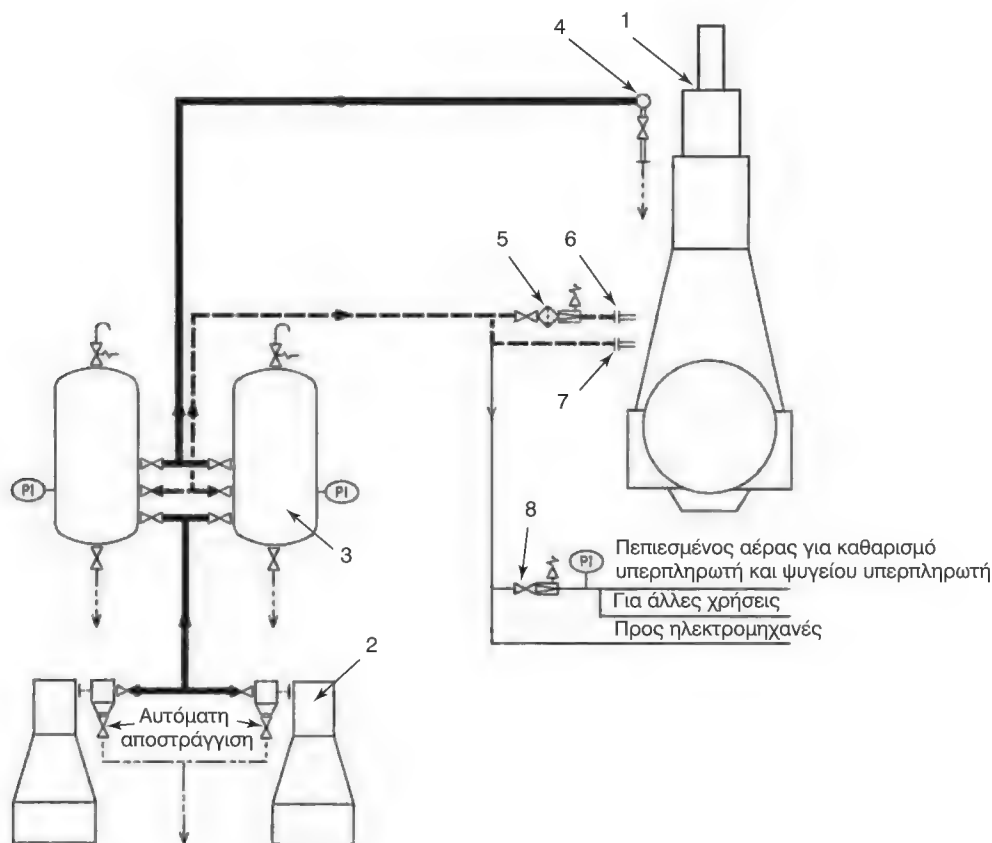 1
4
5
6
7
PI
PI
3
8
PI
Πεπιεσμένος αέρας για καθαρισμό
υπερπληρωτή και ψυγείου υπερπληρωτή
Για άλλες χρήσεις
Προς ηλεκτρομηχανές
2
Αυτόματη
αποστράγγιση